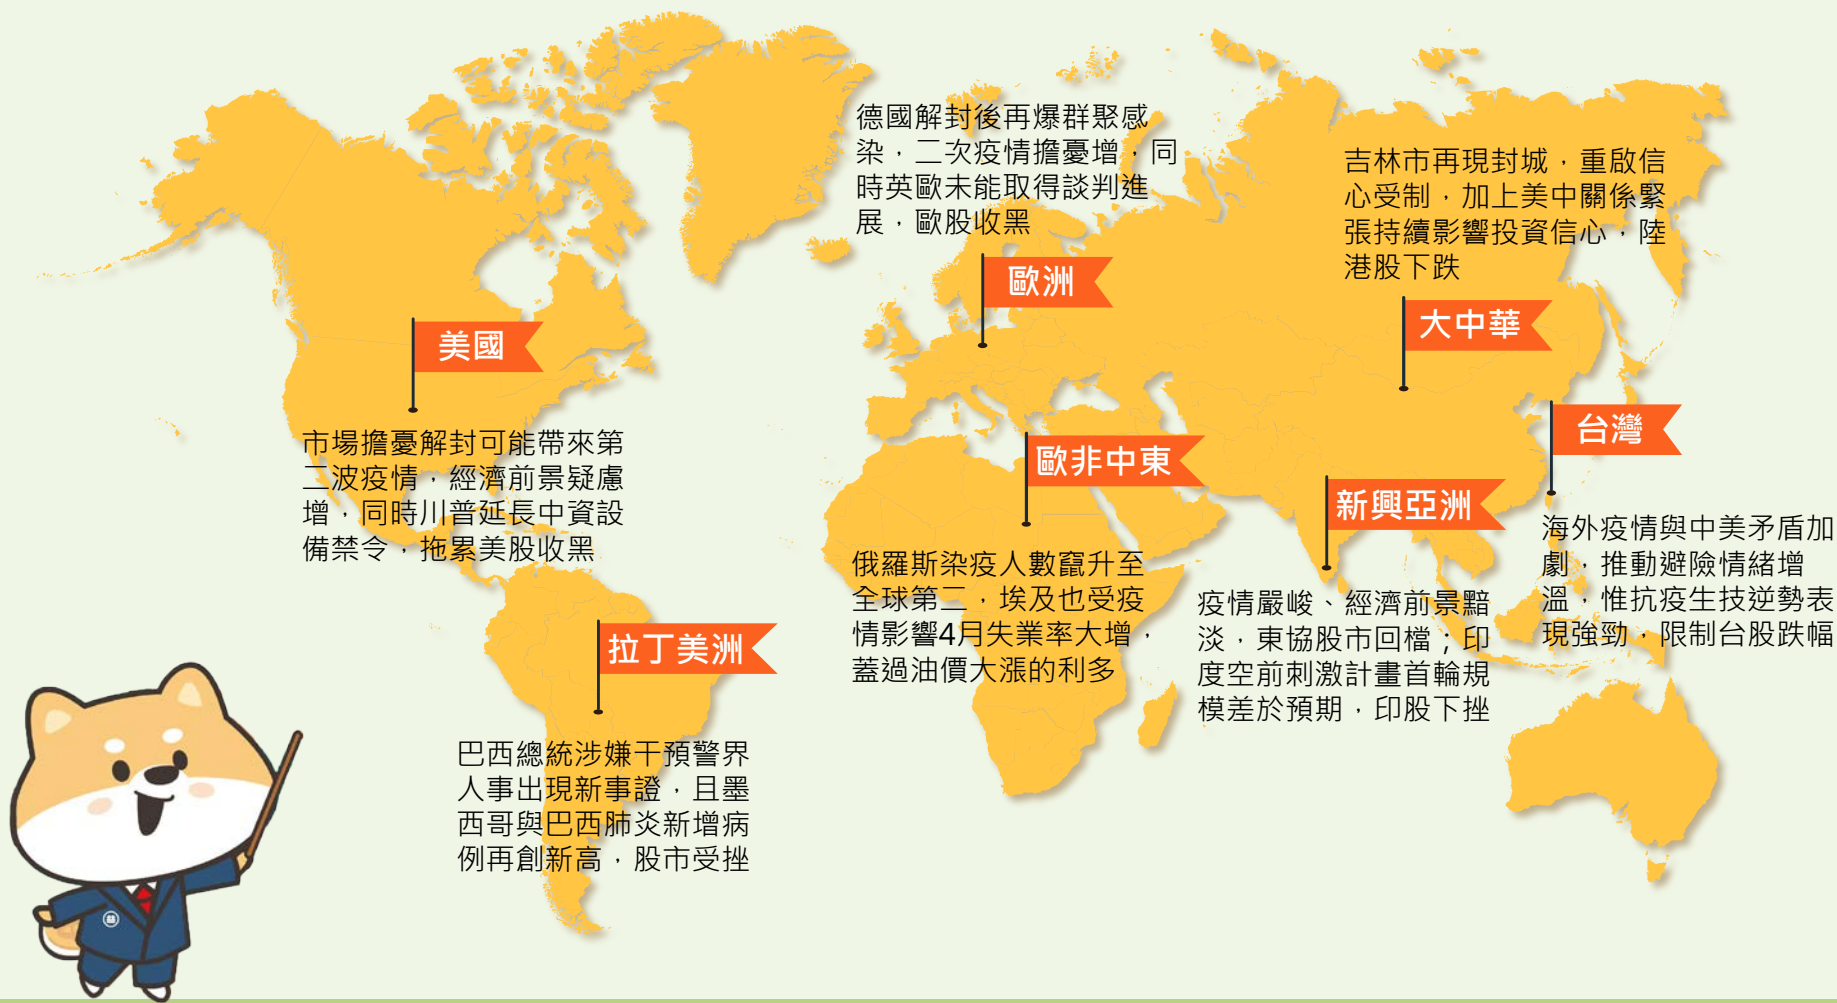 美國
市場擔憂解封可能帶來第
二波疫情，經濟前景疑慮
增，同時川普延長中資設
備禁令，拖累美股收黑
拉丁美洲
巴西總統涉嫌干預警界
人事出現新事證，且墨
西哥與巴西肺炎新增病
例再創新高，股市受挫
德國解封後再爆群聚感
染，二次疫情擔憂增，同
時英歐未能取得談判進
展，歐股收黑
歐洲
歐非中東
俄羅斯染疫人數竄升至
全球第二，埃及也受疫
情影響4月失業率大增，
蓋過油價大漲的利多
吉林市再現封城，重啟信
心受制，加上美中關係緊
張持續影響投資信心，陸
港股下跌
大中華
新興亞洲
疫情嚴峻、經濟前景黯
淡，東協股市回檔；印
度空前刺激計畫首輪規
模差於預期，印股下挫
台灣
海外疫情與中美矛盾加
劇，推動避險情緒增
溫，惟抗疫生技逆勢表
現強勁，限制台股跌幅